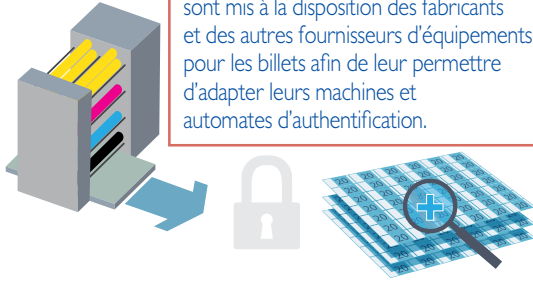 sont mis à la disposition des fabricants
et des autres fournisseurs d’équipements
pour les billets afin de leur permettre
d’adapter leurs machines et
automates d’authentification.